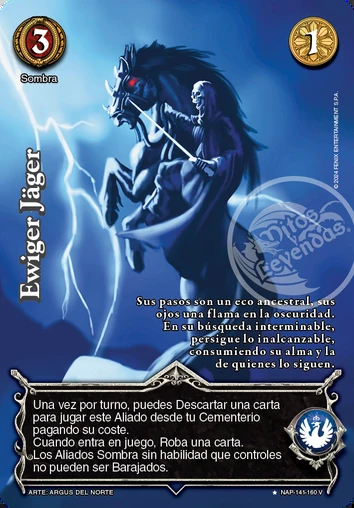 3
1
Sombra
Ewiger Jäger
© 2024 FENIX ENTERTAINMENT S.P.A.
Mitos y
Leyendas.
Sus pasos son un eco ancestral, sus
ojos una flama en la oscuridad.
En su búsqueda interminable,
persigue lo inalcanzable,
consumiendo su alma y la
de quienes lo siguen.
Una vez por turno, puedes Descartar una carta
para jugar este Aliado desde tu Cementerio
pagando su coste.
Cuando entra en juego, Roba una carta.
Los Aliados Sombra sin habilidad que controles
no pueden ser Barajados.
ARTE: ARGUS DEL NORTE
★ NAP-141-160 V